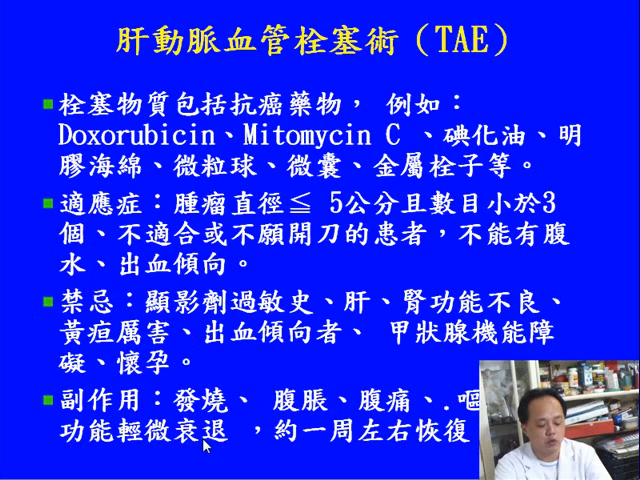 肝動脈血管栓塞術（TAE）
栓塞物質包括抗癌藥物， 例如：
Doxorubicin、Mitomycin C 、碘化油、明
膠海綿、微粒球、微囊、金屬栓子等。
適應症：腫瘤直徑≦ 5公分且數目小於3
個、不適合或不願開刀的患者，不能有腹
水、出血傾向。
禁忌：顯影劑過敏史、肝、腎功能不良、
黃疸厲害、出血傾向者、 甲狀腺機能障
礙、懷孕。
副作用：發燒、 腹脹、腹痛、.嘔
功能輕微衰退 ，約一周左右恢復